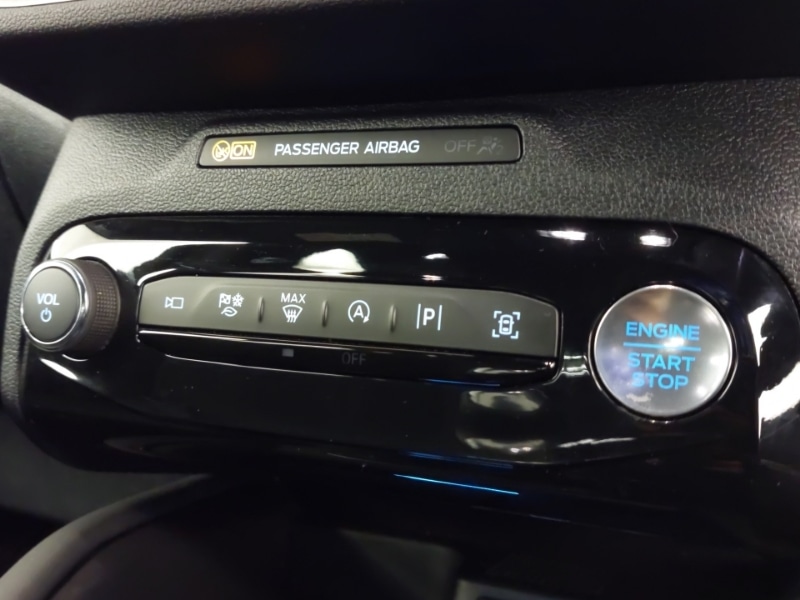 ON PASSENGER AIRBAG OFF
VOL
MAX
A
P
OFF
ENGINE
START
STOP